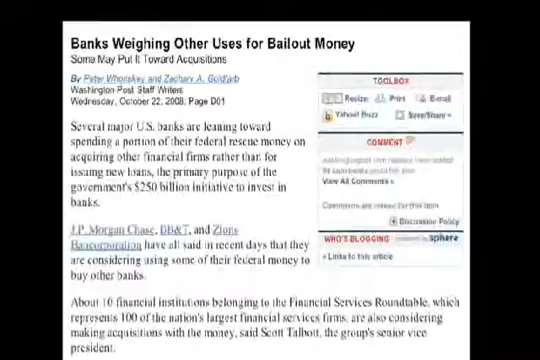 Banks Weighing Other Uses for Bailout Money
Some May Put It Toward Acquisitions
By Peter Whoriskey and Zachary A. Goldfarb
Washington Post Staff Writers
Wednesday, October 22, 2008; Page D01
TOOLBOX
Resize Print E-mail
Yahoo! Buzz Save/Share +
COMMENT
View All Comments »
Comments are closed for this item
Discussion Policy
WHO'S BLOGGING sphere
» Links to this article
Several major U.S. banks are leaning toward
spending a portion of their federal rescue money on
acquiring other financial firms rather than for
issuing new loans, the primary purpose of the
government's $250 billion initiative to invest in
banks.
J.P. Morgan Chase, BB&T, and Zions
Bancorporation have all said in recent days that they
are considering using some of their federal money to
buy other banks.
About 10 financial institutions belonging to the Financial Services Roundtable, which
represents 100 of the nation's largest financial services firms, are also considering
making acquisitions with the money, said Scott Talbott, the group's senior vice
president.